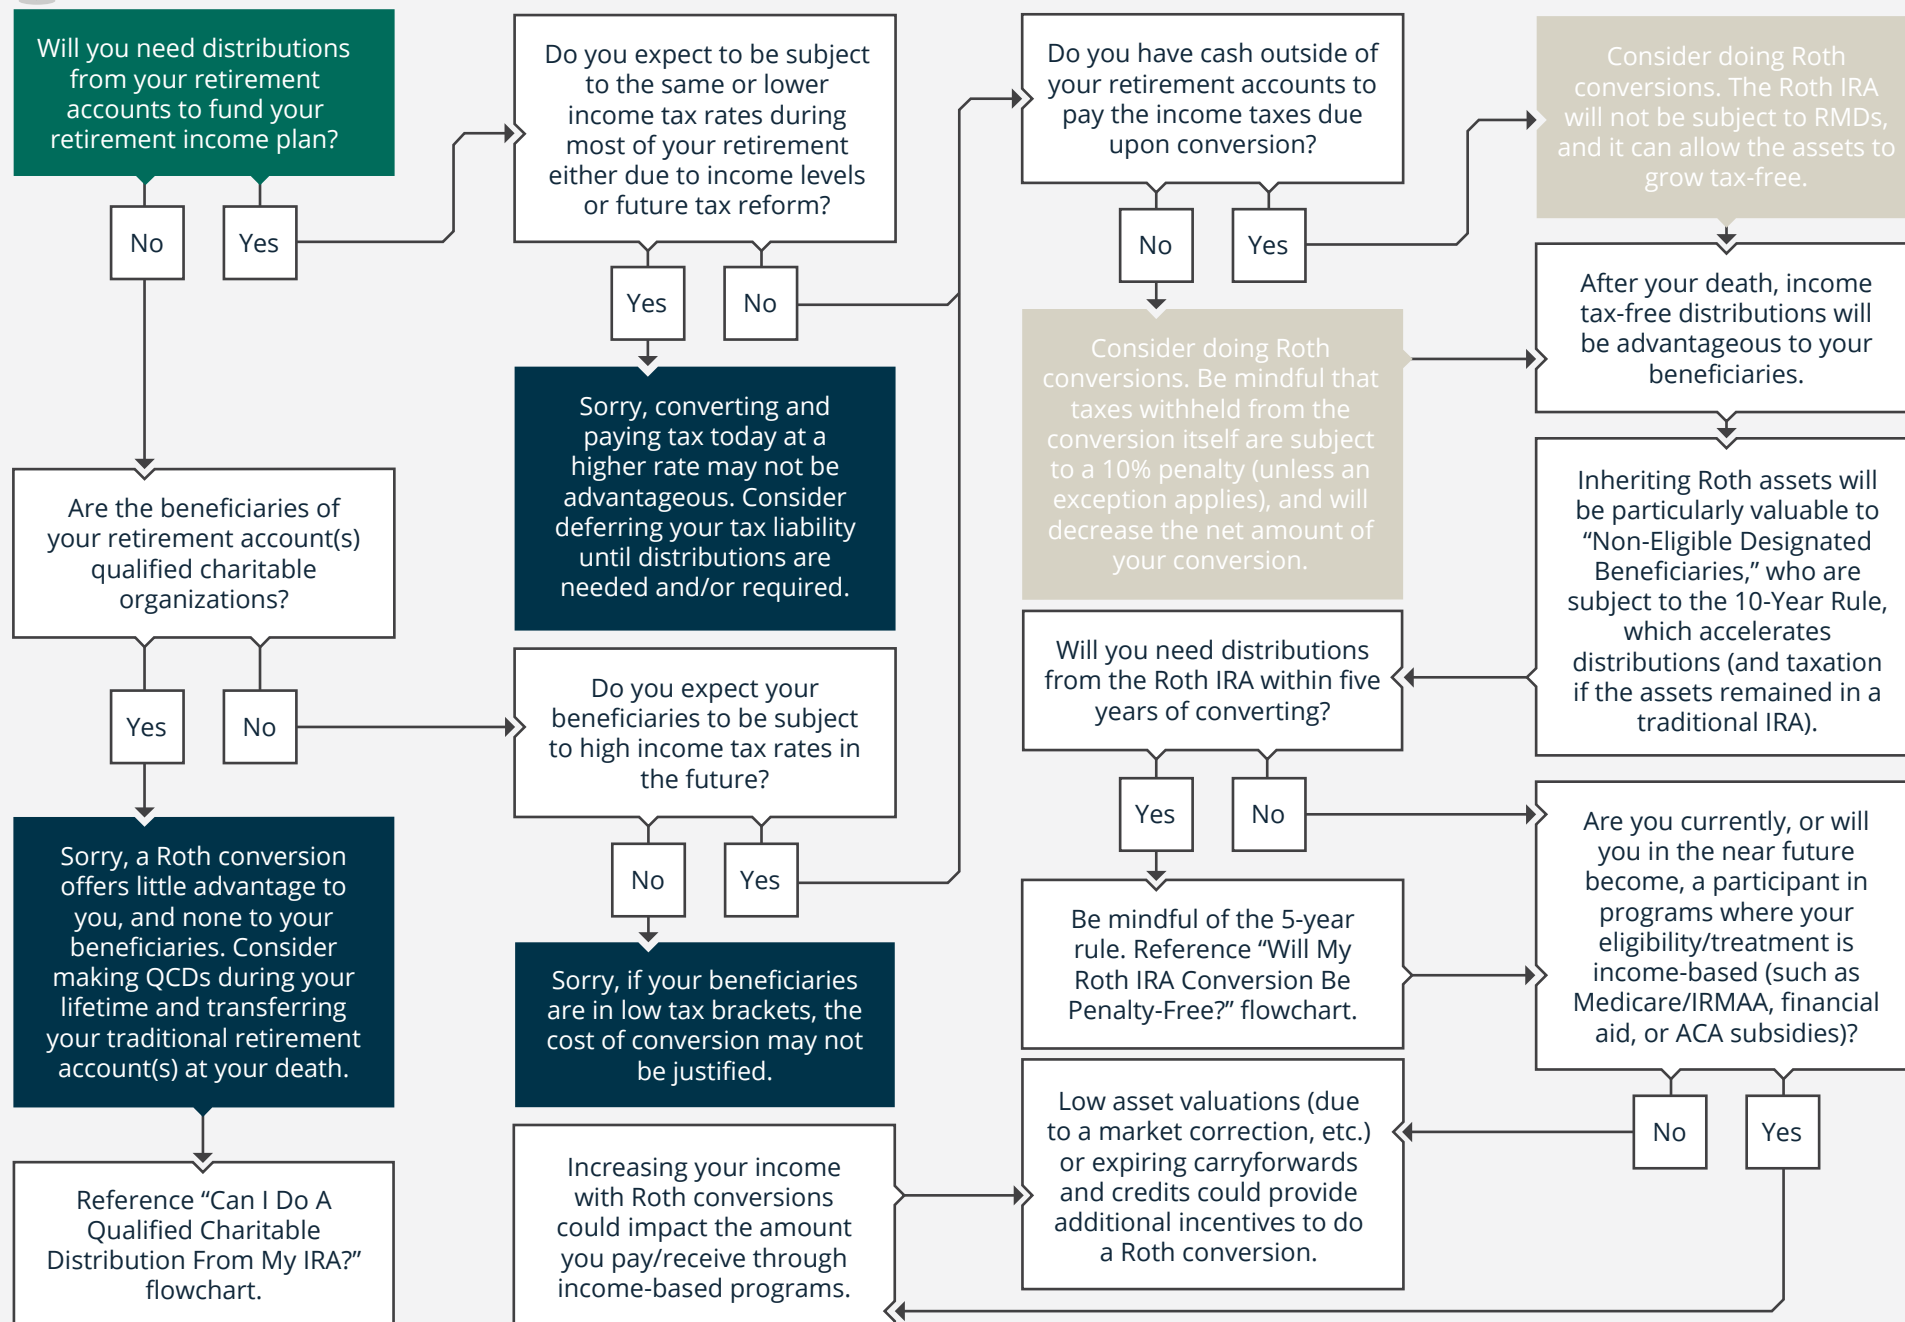 Will you need distributions
from your retirement
accounts to fund your
retirement income plan?
No
Yes
Are the beneficiaries of
your retirement account(s)
qualified charitable
organizations?
Yes
No
Sorry, a Roth conversion
offers little advantage to
you, and none to your
beneficiaries. Consider
making QCDs during your
lifetime and transferring
your traditional retirement
account(s) at your death.
Reference “Can I Do A
Qualified Charitable
Distribution From My IRA?”
flowchart.
Do you expect to be subject
to the same or lower
income tax rates during
most of your retirement
either due to income levels
or future tax reform?
Yes
No
Sorry, converting and
paying tax today at a
higher rate may not be
advantageous. Consider
deferring your tax liability
until distributions are
needed and/or required.
Do you expect your
beneficiaries to be subject
to high income tax rates in
the future?
No
Yes
Sorry, if your beneficiaries
are in low tax brackets, the
cost of conversion may not
be justified.
Increasing your income
with Roth conversions
could impact the amount
you pay/receive through
income-based programs.
Do you have cash outside of
your retirement accounts to
pay the income taxes due
upon conversion?
No
Yes
Consider doing Roth
conversions. Be mindful that
taxes withheld from the
conversion itself are subject
to a 10% penalty (unless an
exception applies), and will
decrease the net amount of
your conversion.
Will you need distributions
from the Roth IRA within five
years of converting?
Yes
No
Be mindful of the 5-year
rule. Reference “Will My
Roth IRA Conversion Be
Penalty-Free?” flowchart.
Low asset valuations (due
to a market correction, etc.)
or expiring carryforwards
and credits could provide
additional incentives to do
a Roth conversion.
Consider doing Roth
conversions. The Roth IRA
will not be subject to RMDs,
and it can allow the assets to
grow tax-free.
After your death, income
tax-free distributions will
be advantageous to your
beneficiaries.
Inheriting Roth assets will
be particularly valuable to
“Non-Eligible Designated
Beneficiaries,” who are
subject to the 10-Year Rule,
which accelerates
distributions (and taxation
if the assets remained in a
traditional IRA).
Are you currently, or will
you in the near future
become, a participant in
programs where your
eligibility/treatment is
income-based (such as
Medicare/IRMAA, financial
aid, or ACA subsidies)?
No
Yes